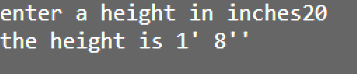 enter a height in inches20
the height is 1' 8''